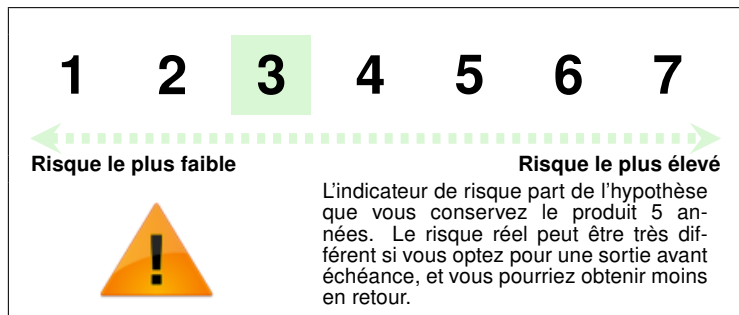 1 2 3 4 5 6 7
Risque le plus faible Risque le plus élevé
L'indicateur de risque part de l'hypothèse
que vous conservez le produit 5 an-
nées. Le risque réel peut être très dif-
férent si vous optez pour une sortie avant
échéance, et vous pourriez obtenir moins
en retour.
!